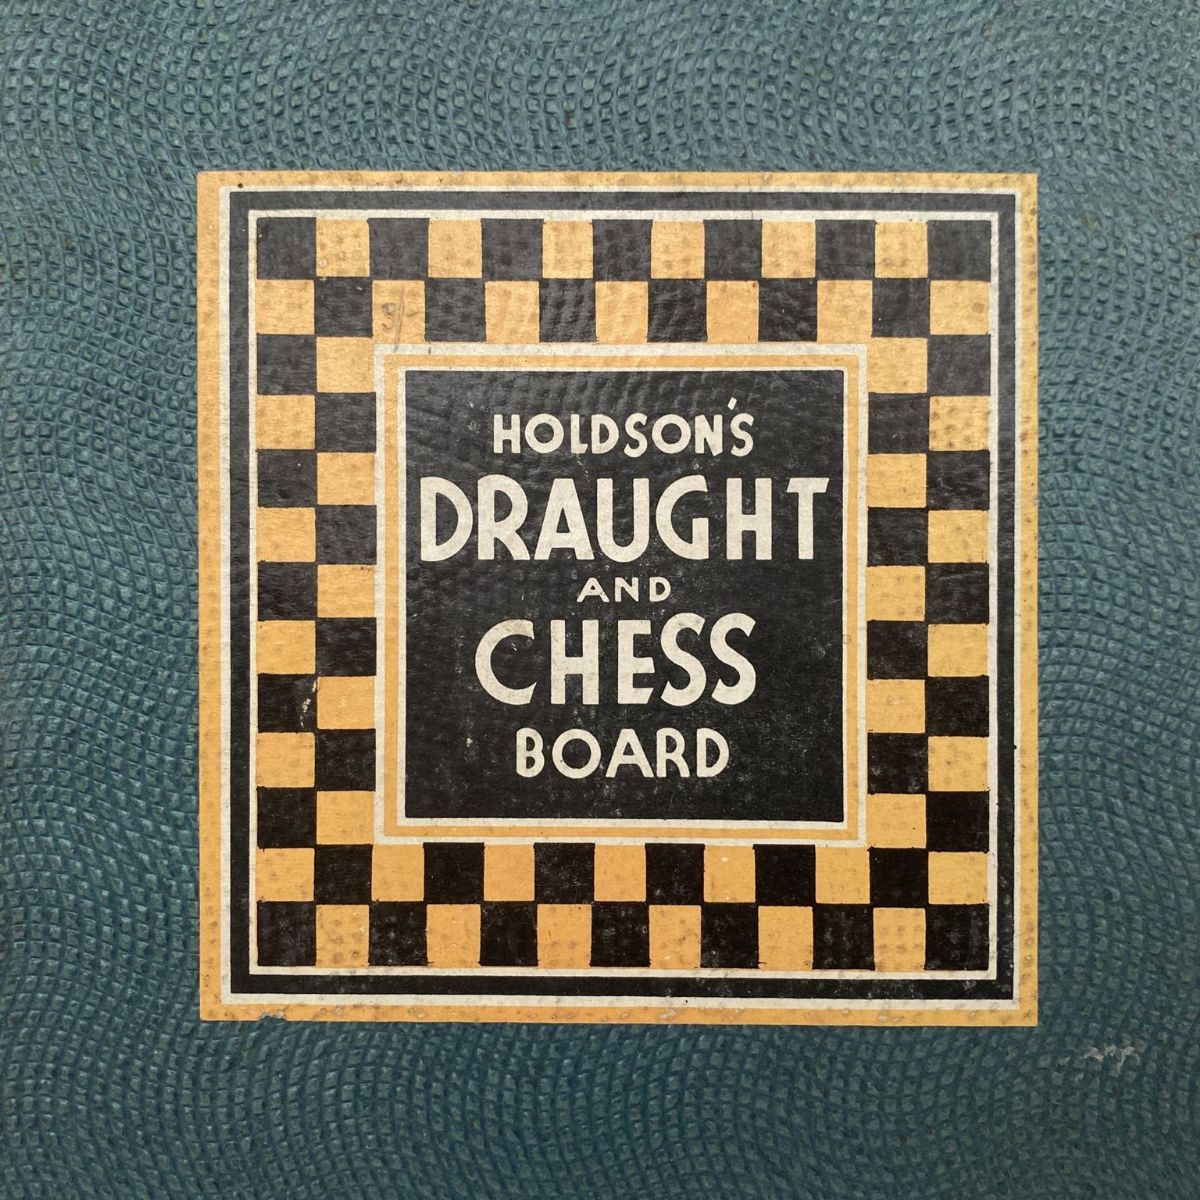 HOLDSON'S
DRAUGHT
AND
CHESS
BOARD